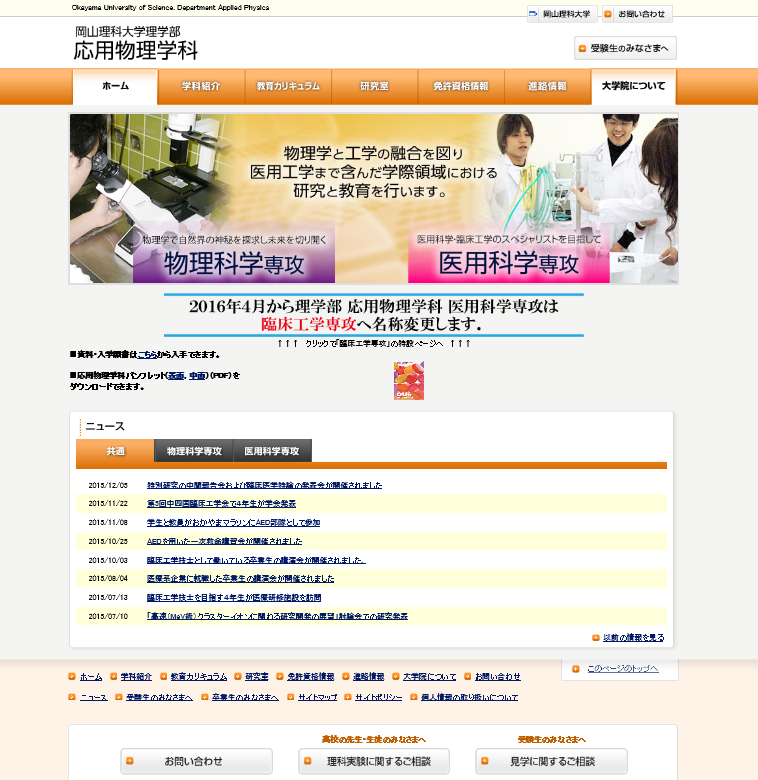 Okayama University of Science. Department Applied Physics
岡山理科大学
お問い合わせ
岡山理科大学理学部
応用物理学科
受験生のみなさまへ
ホーム
学科紹介
教育カリキュラム
研究室
免許資格情報
進路情報
大学院について
物理学と工学の融合を図り
医用工学まで含んだ学際領域における
研究と教育を行います。
物理学で自然界の神秘を探求し未来を切り開く
物理科学専攻
医用科学・臨床工学のスペシャリストを目指して
医用科学専攻
2016年4月から理学部 応用物理学科 医用科学専攻は
臨床工学専攻へ名称変更します。
↑↑↑ クリックで「臨床工学専攻」の特設ページへ ↑↑↑
■資料・入学願書はこちらから入手できます。
■応用物理学科パンフレット(表面、中面)(PDF)を
ダウンロードできます。
OUS
ニュース
共通
物理科学専攻
医用科学専攻
2015/12/05 特別研究の中間報告会および臨床医学特論の発表会が開催されました
2015/11/22 第5回中四国臨床工学会で4年生が学会発表
2015/11/08 学生と教員がおかやまマラソンにAED部隊として参加
2015/10/25 AEDを用いた一次救命講習会が開催されました
2015/10/03 臨床工学技士として働いている卒業生の講演会が開催されました。
2015/08/04 医療系企業に就職した卒業生の講演会が開催されました
2015/07/13 臨床工学技士を目指す4年生が医療研修施設を訪問
2015/07/10 「高速(MeV級)クラスターイオンに関わる研究開発の展望」討論会での研究発表
以前の情報を見る
このページのトップへ
ホーム 学科紹介 教育カリキュラム 研究室 免許資格情報 進路情報 大学院について お問い合わせ
ニュース 受験生のみなさまへ 卒業生のみなさまへ サイトマップ サイトポリシー 個人情報の取り扱いについて
高校の先生・生徒のみなさまへ
受験生のみなさまへ
お問い合わせ
理科実験に関するご相談
見学に関するご相談